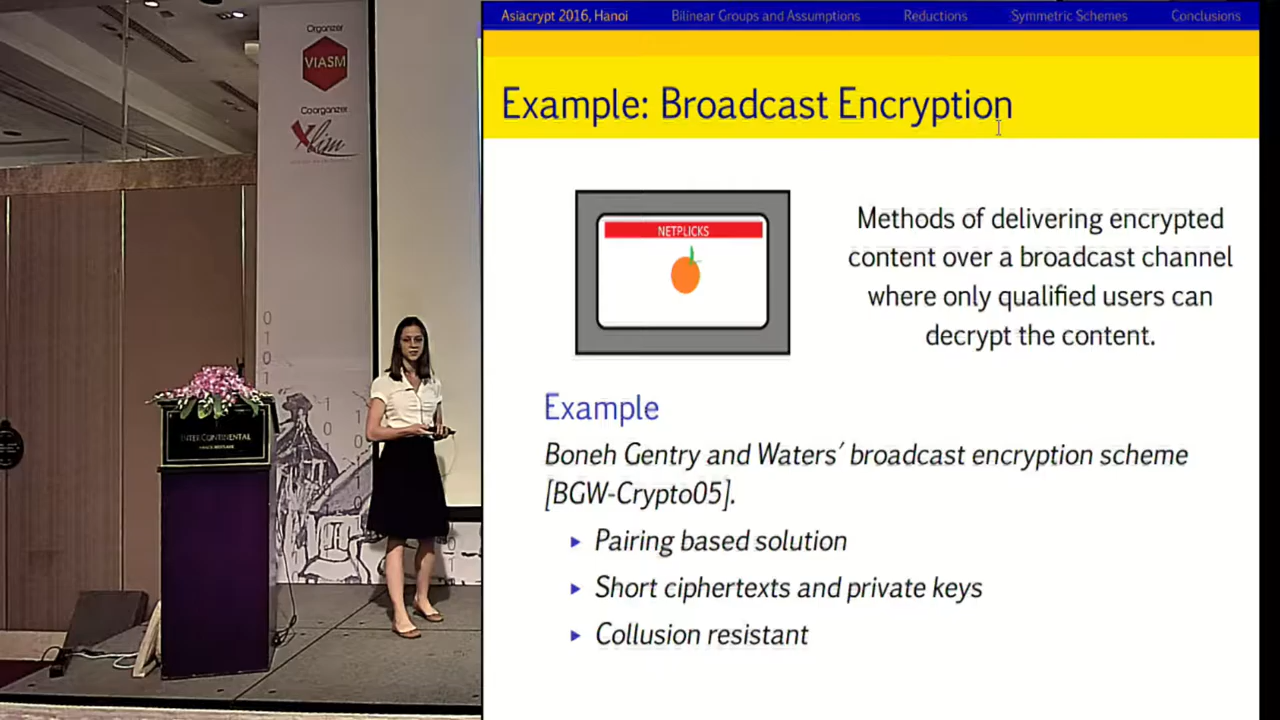 Organizer
VIASM
Coorganizer
Xlim
INTERCONTINENTAL
Asiacrypt 2016, Hanoi
Bilinear Groups and Assumptions
Reductions
Symmetric Schemes
Conclusions
Example: Broadcast Encryption
NETPLICKS
Methods of delivering encrypted
content over a broadcast channel
where only qualified users can
decrypt the content.
Example
Boneh Gentry and Waters′ broadcast encryption scheme
[BGW-Crypto05].
▸ Pairing based solution
▸ Short ciphertexts and private keys
▸ Collusion resistant